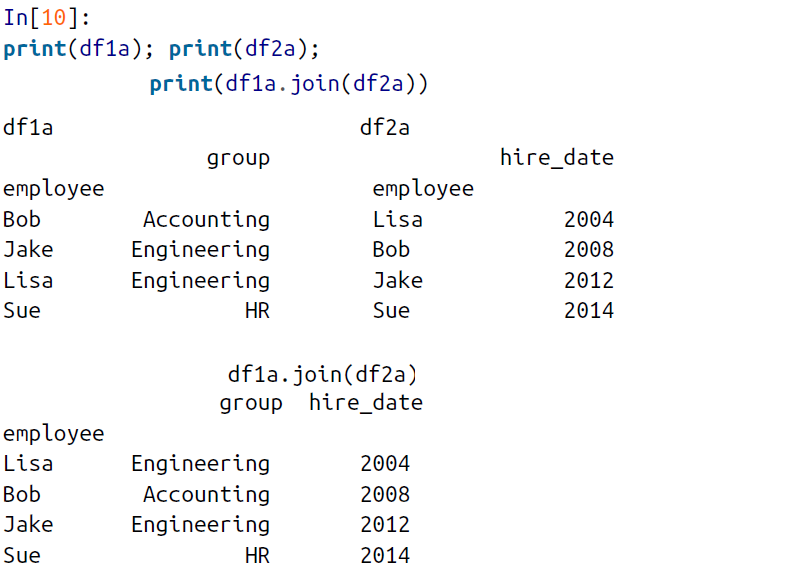 In[10]:
print(df1a); print(df2a);
print(df1a.join(df2a))
df1a df2a
group hire_date
employee employee
Bob Accounting Lisa 2004
Jake Engineering Bob 2008
Lisa Engineering Jake 2012
Sue HR Sue 2014
df1a.join(df2a)
group hire_date
employee
Lisa Engineering 2004
Bob Accounting 2008
Jake Engineering 2012
Sue HR 2014